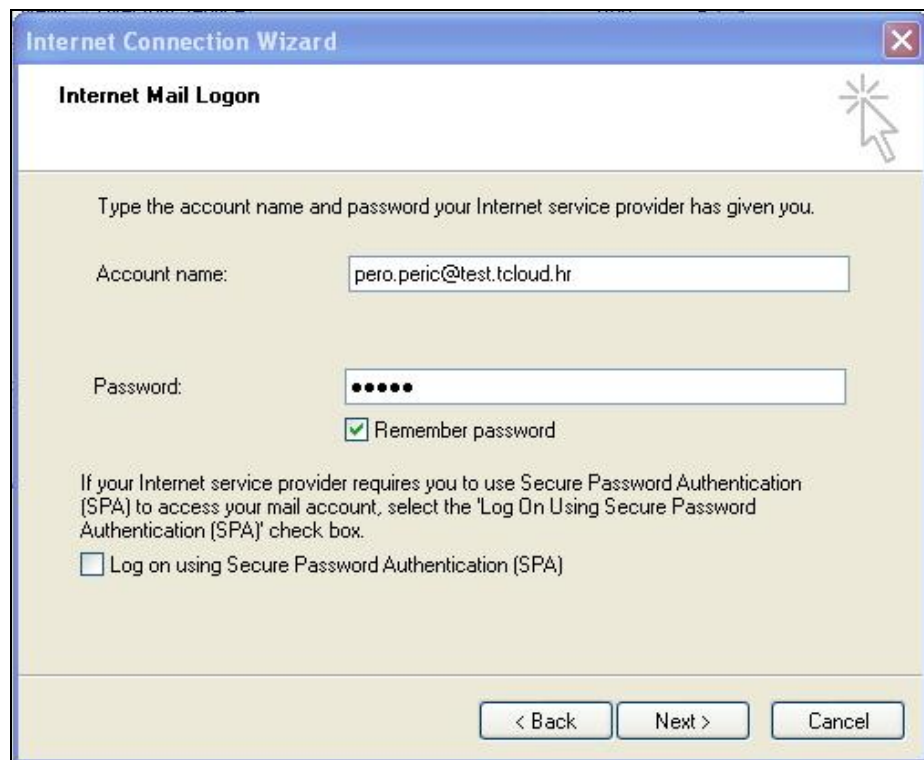 Internet Connection Wizard
Internet Mail Logon
Type the account name and password your Internet service provider has given you.
Account name: pero.peric@test.tcloud.hr
Password: •••••
Remember password
If your Internet service provider requires you to use Secure Password Authentication
(SPA) to access your mail account, select the 'Log On Using Secure Password
Authentication (SPA)' check box.
Log on using Secure Password Authentication (SPA)
< Back Next > Cancel